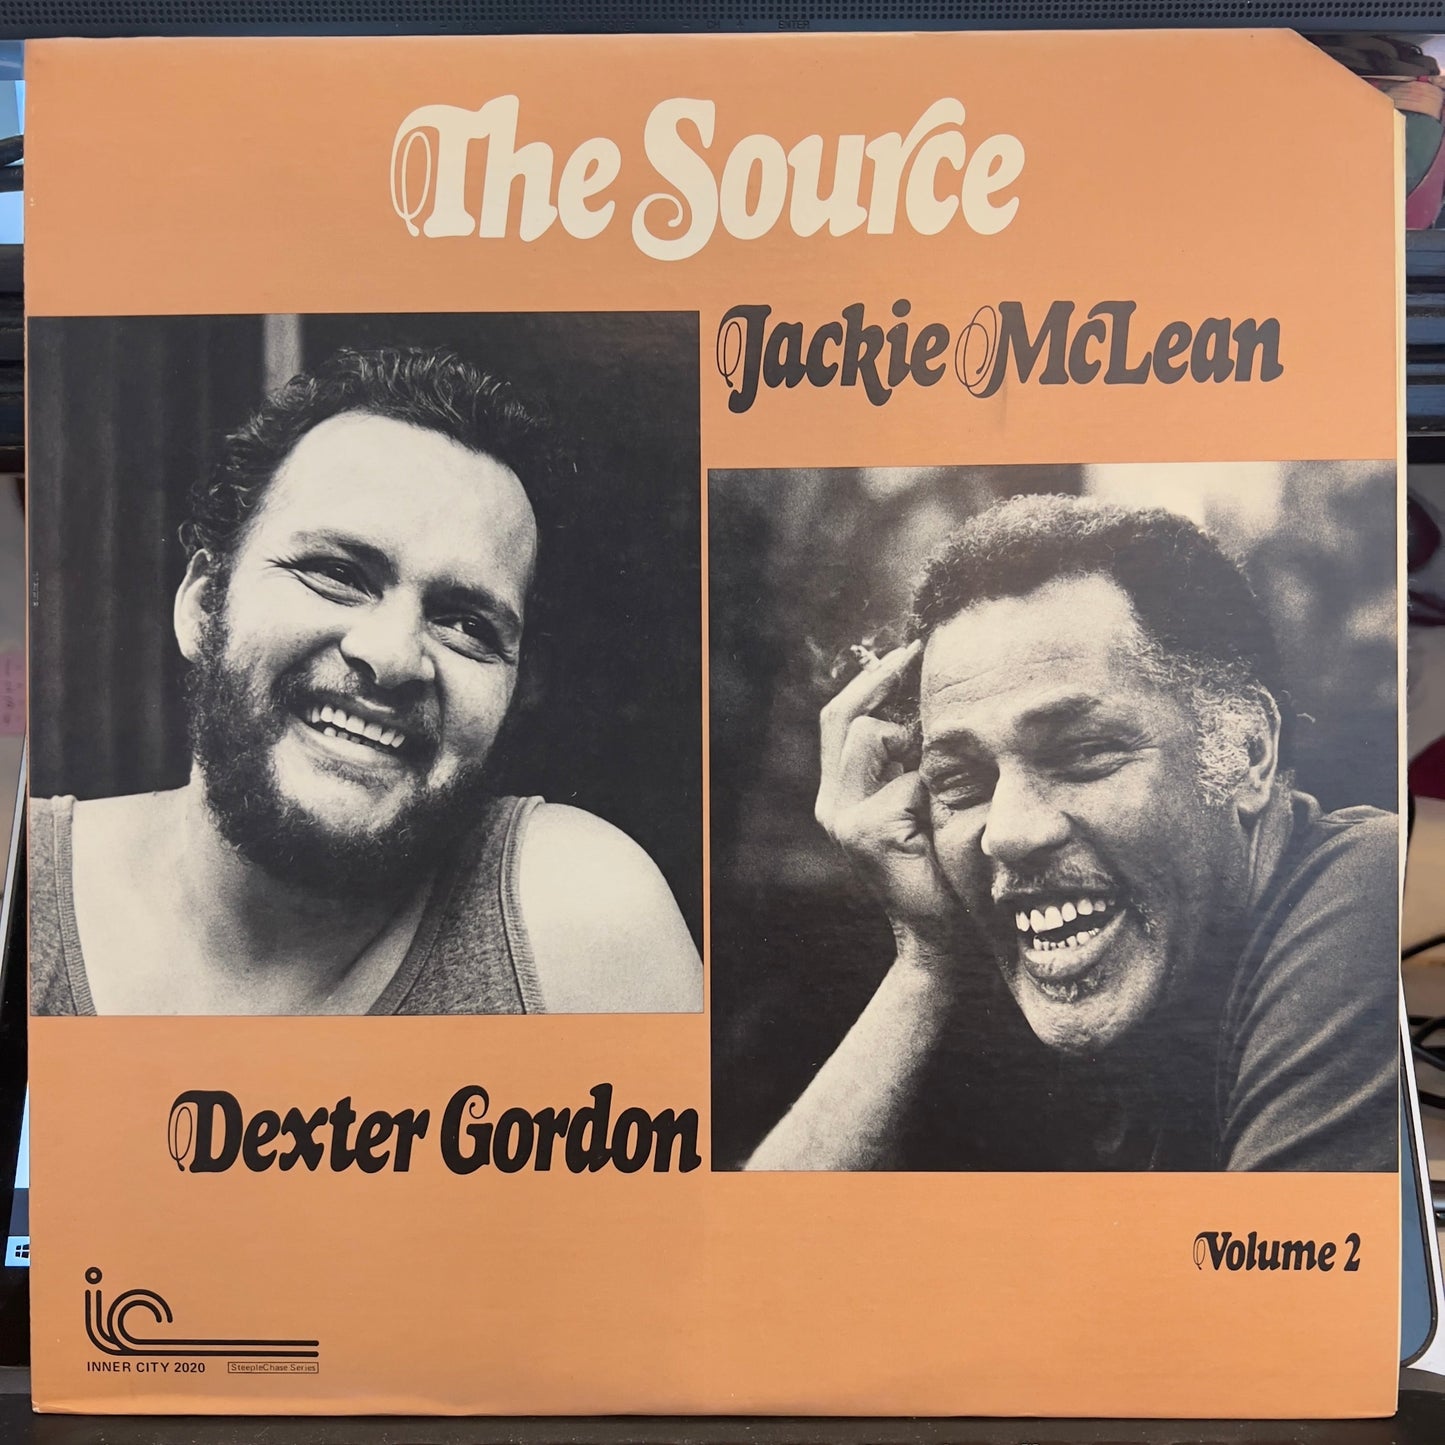 The Source
Jackie McLean
Dexter Gordon
Volume 2
ic
INNER CITY 2020
SteepleChase Series